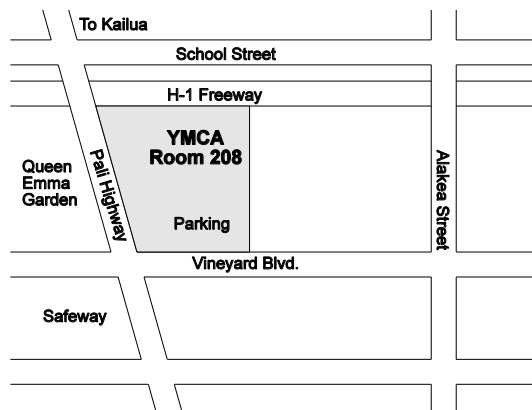 To Kailua
School Street
H-1 Freeway
YMCA
Room 208
Queen
Emma
Garden
Pali Highway
Alakea Street
Parking
Vineyard Blvd.
Safeway